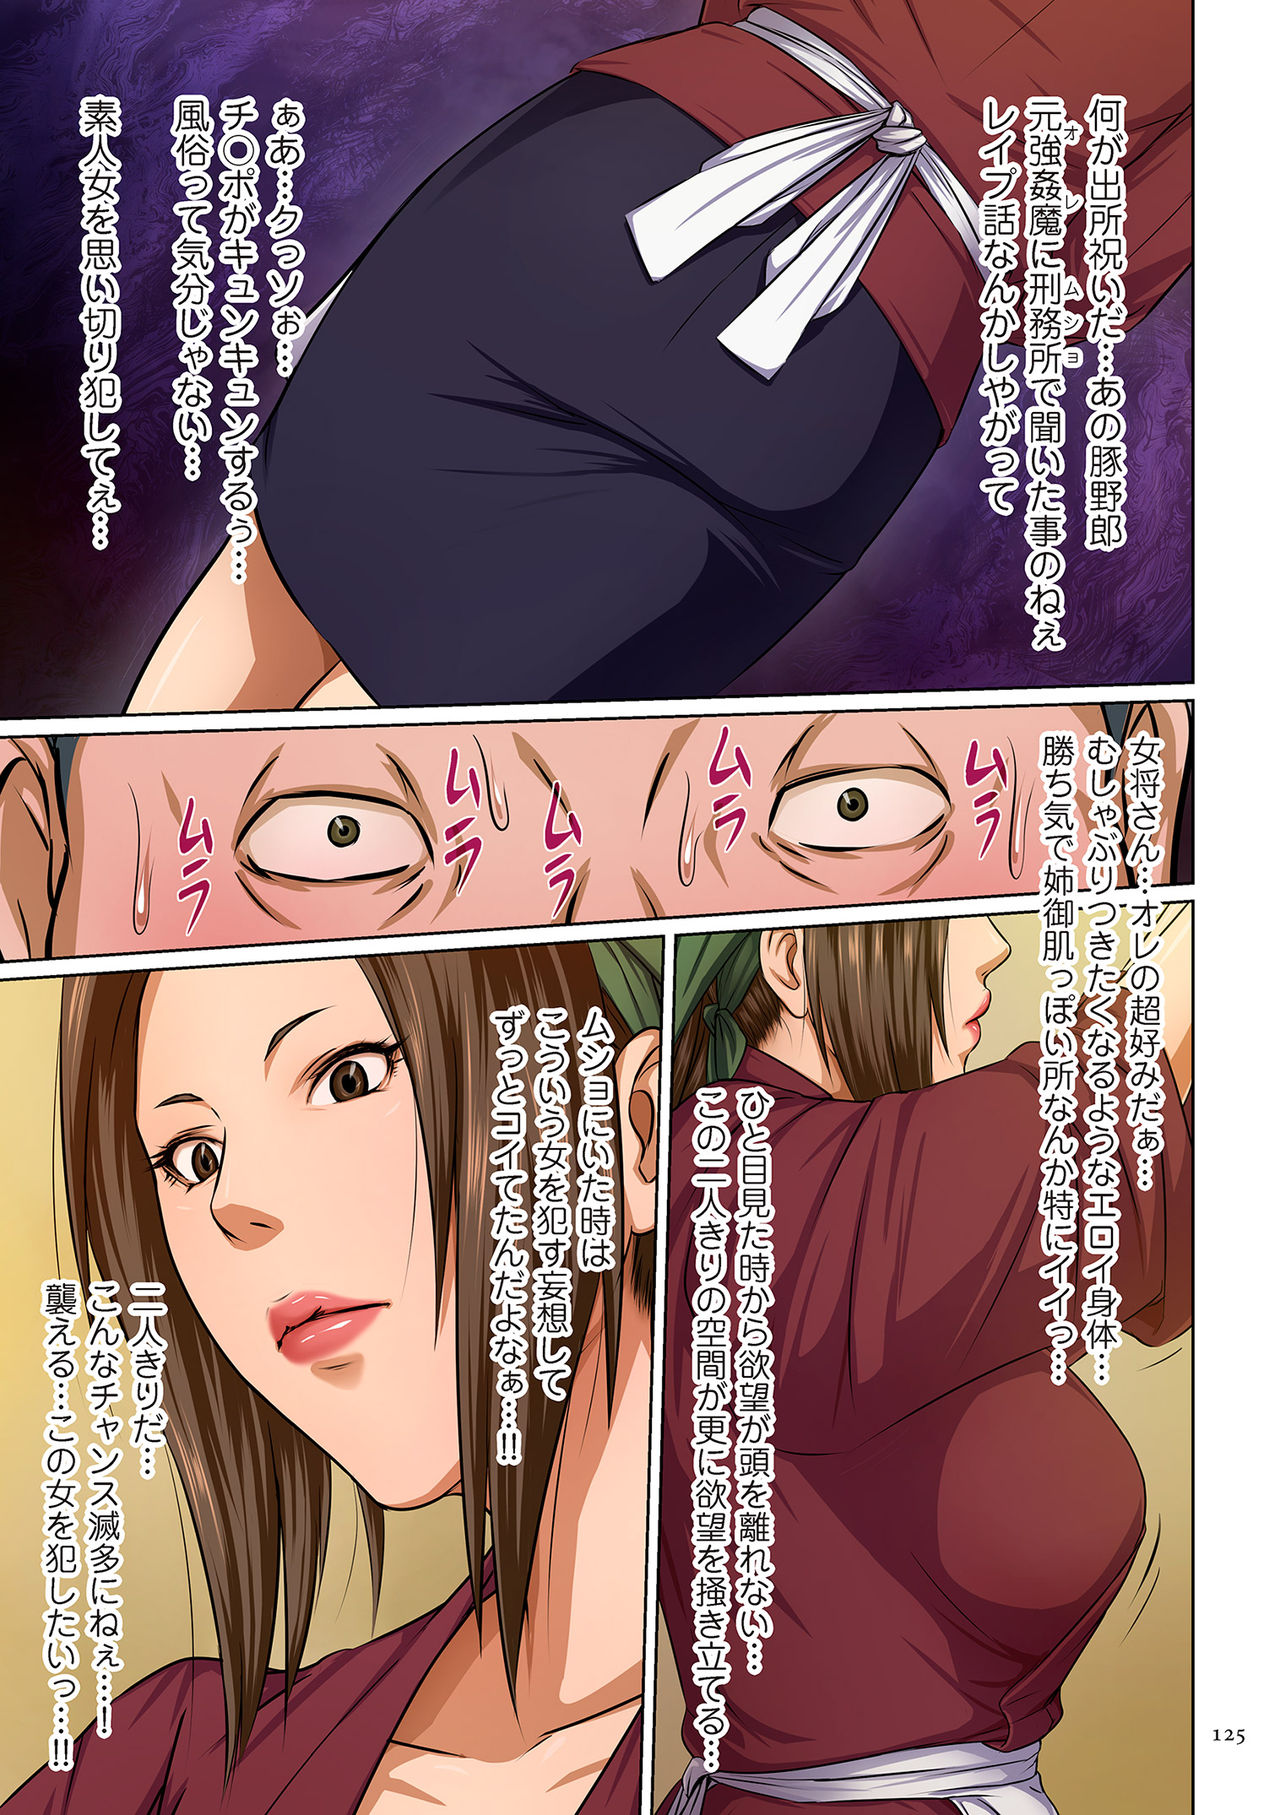 何が出所祝いだ…あの豚野郎
元強姦魔に刑務所で聞いた事のねぇ
オレ
ムショ
レイプ話なんかしやがって
ぁあ…クっソぉ…
チ〇ポがキュンキュンするぅ…
風俗って気分じゃない…
素人女を思い切り犯してぇ…
女将さん…オレの超好みだぁ…
むしゃぶりつきたくなるようなエロイ身体…
勝ち気で姉御肌っぽい所なんか特にイイっ…
ムラ
ムラ
ムラ
ムラ
ムラ
ひと目見た時から欲望が頭を離れない…
この二人きりの空間が更に欲望を掻き立てる…
ムショにいた時は
こういう女を犯す妄想して
ずっとコイてたんだよなぁ…!!
二人きりだ…
こんなチャンス滅多にねぇ…!
襲える…この女を犯したいっ…!!
125